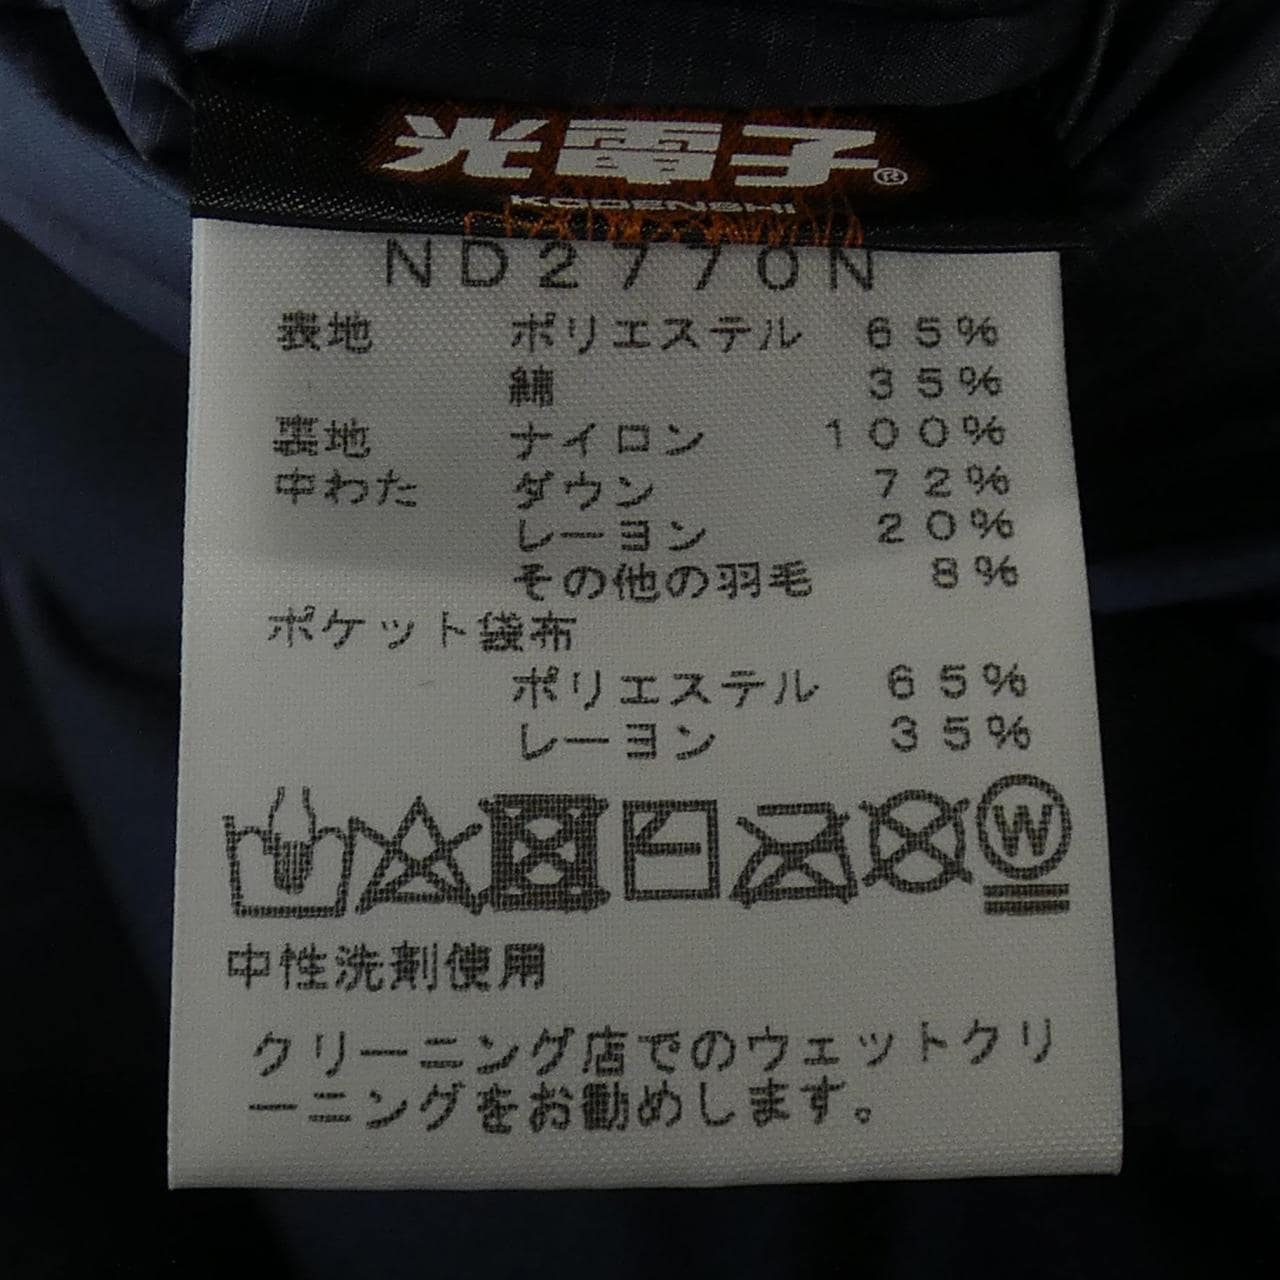 光電子®
KODENSHI
ND2770N
表地 ポリエステル 65%
綿 35%
裏地 ナイロン 100%
中わた ダウン 72%
レーヨン 20%
その他の羽毛 8%
ポケット袋布
ポリエステル 65%
レーヨン 35%
W
中性洗剤使用
クリーニング店でのウェットクリ
ーニングをお勧めします。